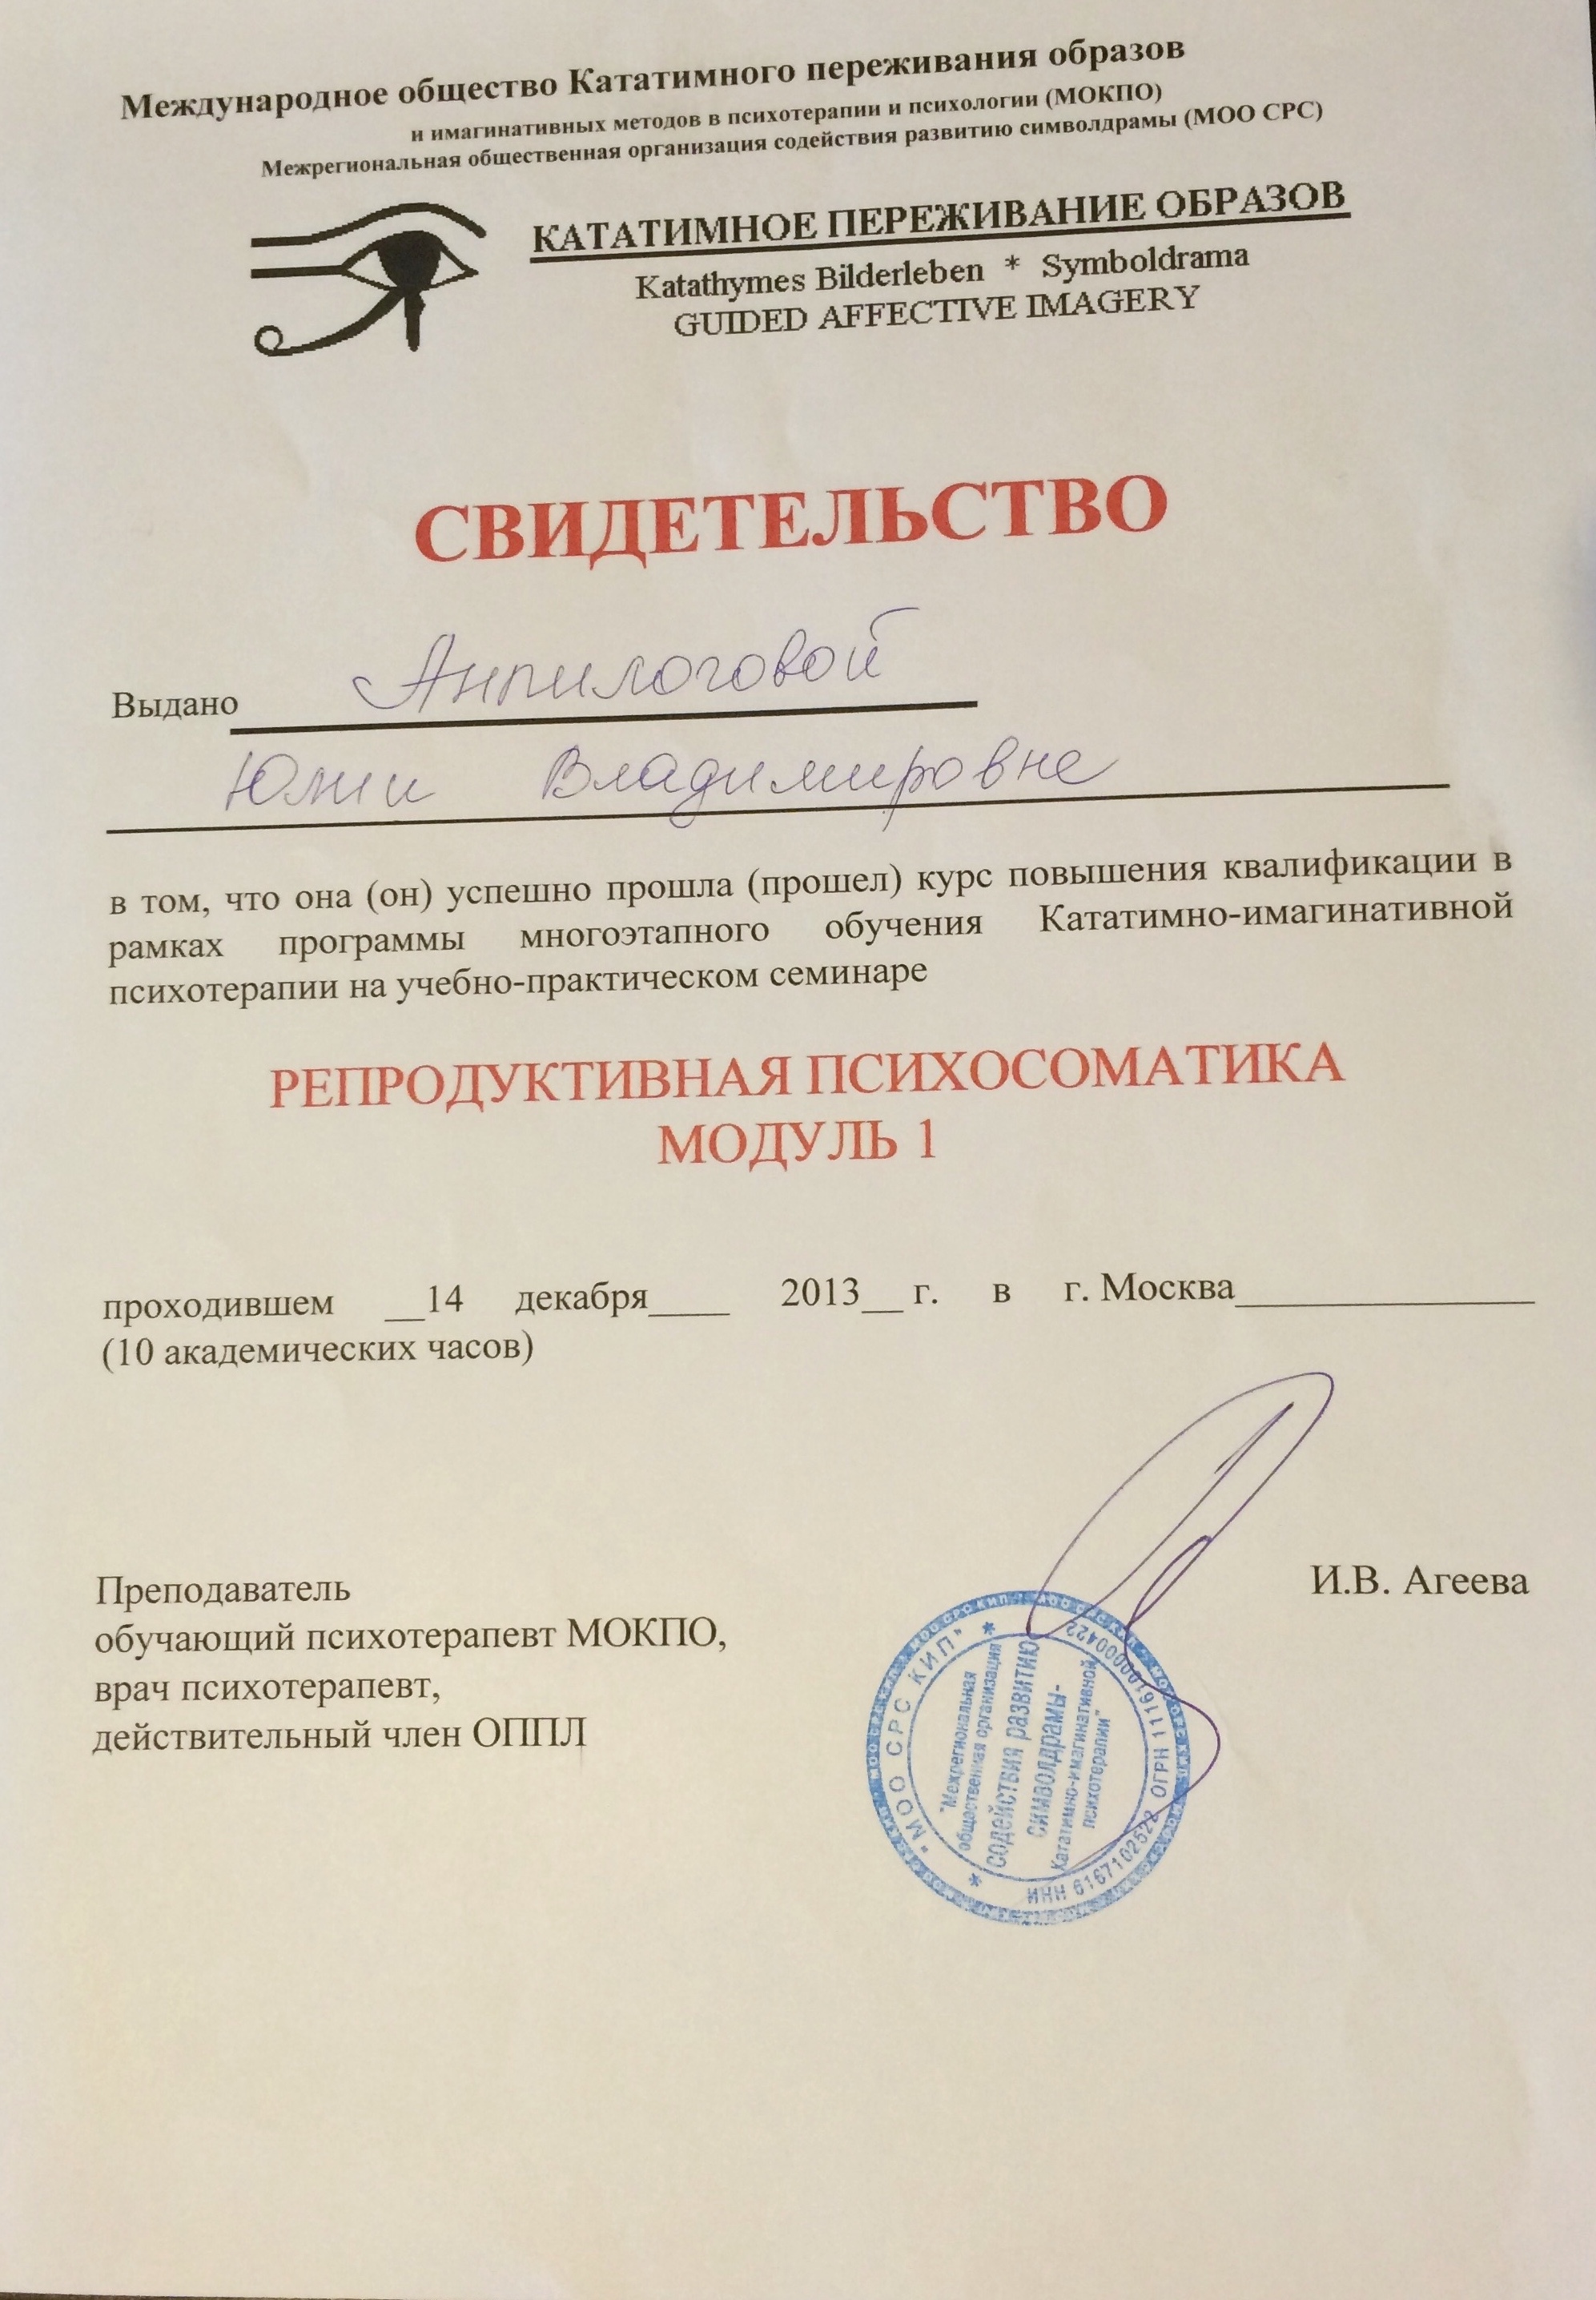 Международное общество Кататимного переживания образов
и имагинативных методов в психотерапии и психологии (МОКПО)
Межрегиональная общественная организация содействия развитию символдрамы (МОО СРС)
КАТАТИМНОЕ ПЕРЕЖИВАНИЕ ОБРАЗОВ
Katathymes Bilderleben * Symboldrama
GUIDED AFFECTIVE IMAGERY
СВИДЕТЕЛЬСТВО
Выдано Анпилоговой
Юлии Владимировне
в том, что она (он) успешно прошла (прошел) курс повышения квалификации в
рамках программы многоэтапного обучения Кататимно-имагинативной
психотерапии на учебно-практическом семинаре
РЕПРОДУКТИВНАЯ ПСИХОСОМАТИКА
МОДУЛЬ 1
проходившем __14 декабря____ 2013__ г. в г. Москва_______________
(10 академических часов)
Преподаватель
обучающий психотерапевт МОКПО,
врач психотерапевт,
действительный член ОППЛ
И.В. Агеева
"МОО СРС КИП"
"Межрегиональная
общественная организация
содействия развитию
символдрамы-
Кататимно-имагинативной
психотерапии"
ИНН 6167102522 ОГРН 1116100000422